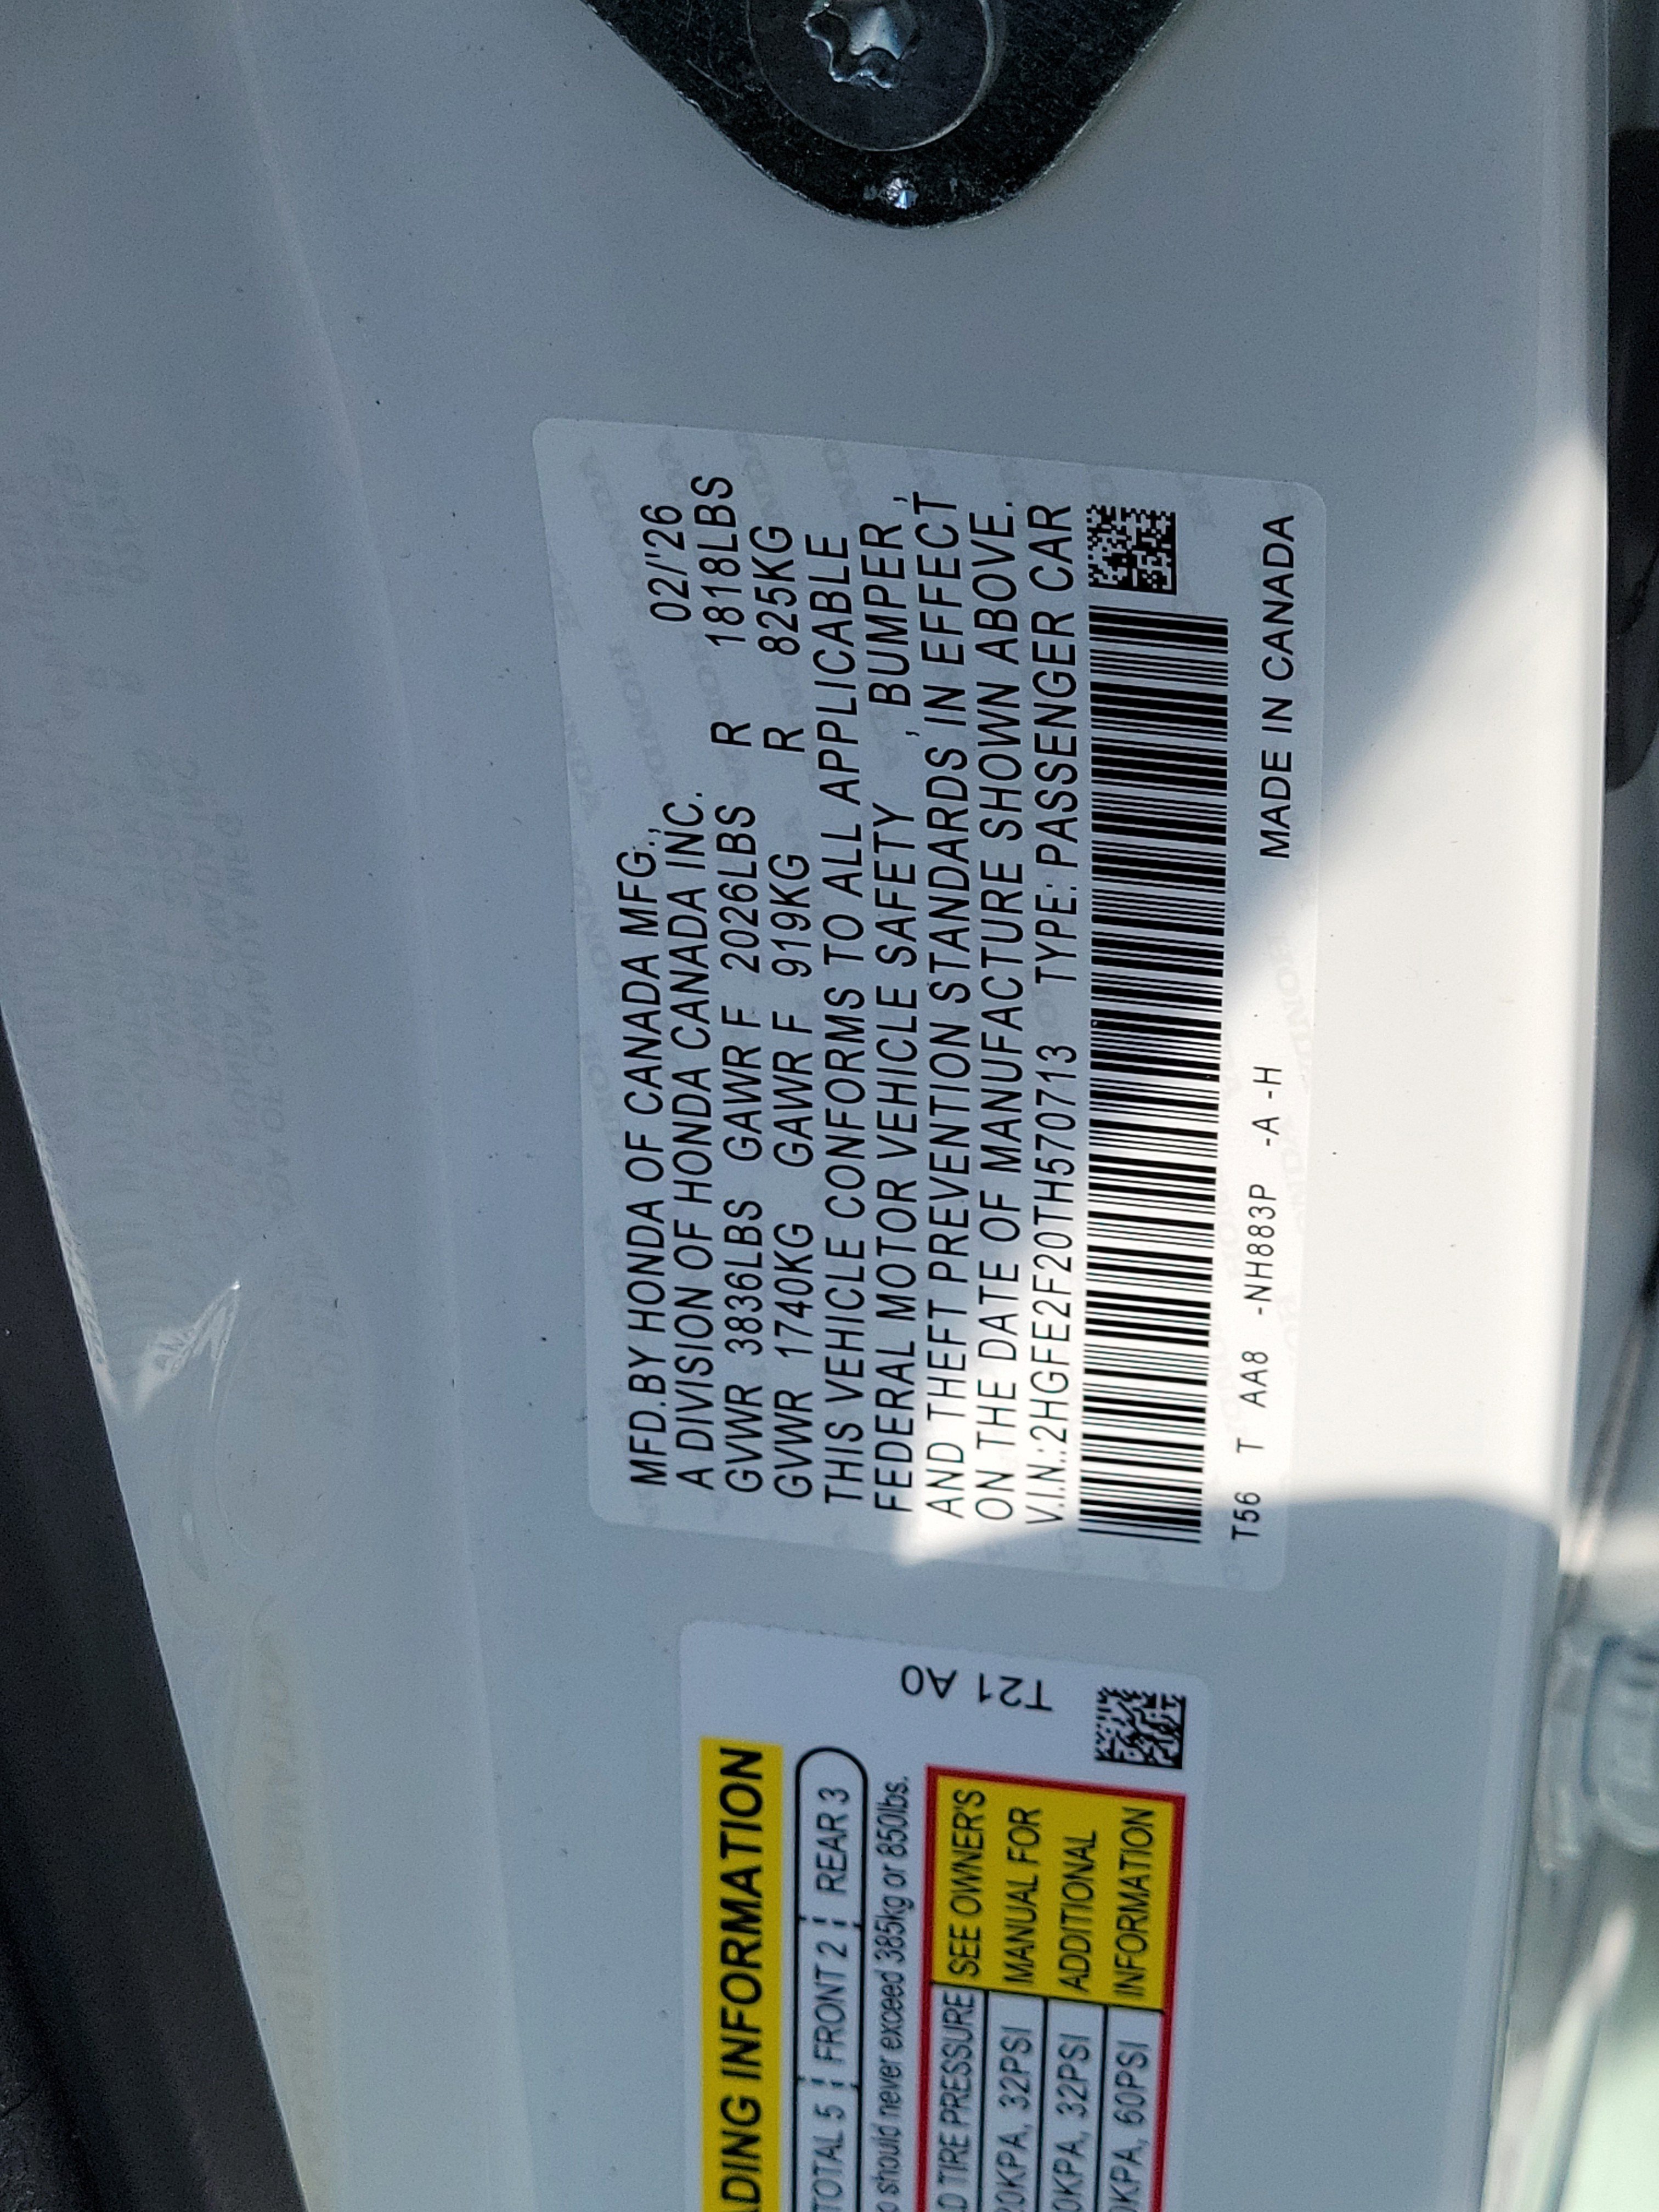 MFD.BY HONDA OF CANADA MFG., 02/'26
A DIVISION OF HONDA CANADA INC.
GVWR 3836LBS GAWR F 2026LBS R 1818LBS
GVWR 1740KG GAWR F 919KG R 825KG
THIS VEHICLE CONFORMS TO ALL APPLICABLE
FEDERAL MOTOR VEHICLE SAFETY , BUMPER ,
AND THEFT PREVENTION STANDARDS IN EFFECT
ON THE DATE OF MANUFACTURE SHOWN ABOVE.
V.I.N.:2HGFE2F20TH570713 TYPE: PASSENGER CAR
T56 T AA8 -NH883P -A -H MADE IN CANADA
T21 A0
ADING INFORMATION
TOTAL 5 FRONT 2 REAR 3
should never exceed 385kg or 850lbs.
D TIRE PRESSURE SEE OWNER'S
0KPA, 32PSI MANUAL FOR
0KPA, 32PSI ADDITIONAL
0KPA, 60PSI INFORMATION